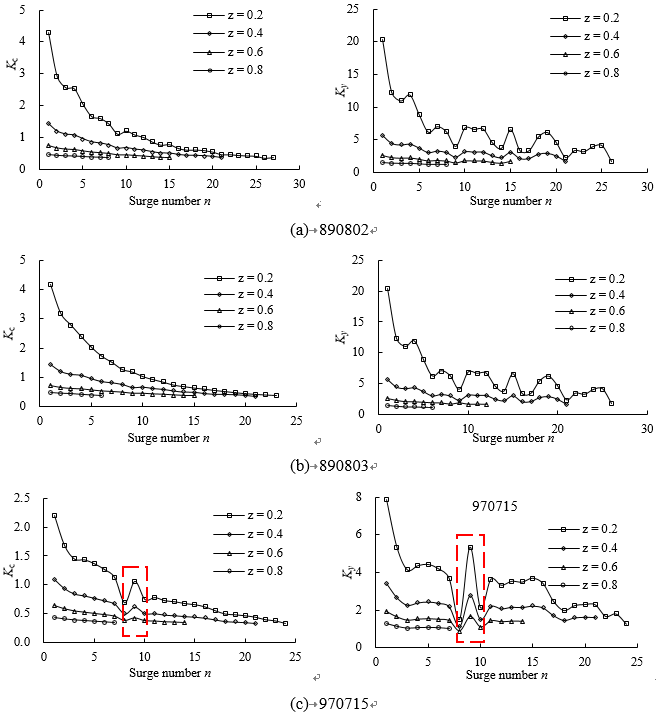 5
4
3
2
1
0
0 5 10 15 20 25 30
Kc
Surge number n
z = 0.2
z = 0.4
z = 0.6
z = 0.8
25
20
15
10
5
0
0 10 20 30
Ky
Surge number n
z = 0.2
z = 0.4
z = 0.6
z = 0.8
(a)→890802
5
4
3
2
1
0
0 5 10 15 20 25
Kc
Surge number n
z = 0.2
z = 0.4
z = 0.6
z = 0.8
25
20
15
10
5
0
0 10 20 30
Ky
Surge number n
z = 0.2
z = 0.4
z = 0.6
z = 0.8
(b)→890803
2.5
2.0
1.5
1.0
0.5
0.0
0 5 10 15 20 25
Kc
Surge number n
z = 0.2
z = 0.4
z = 0.6
z = 0.8
970715
8
6
4
2
0
0 5 10 15 20 25
Ky
Surge number n
z = 0.2
z = 0.4
z = 0.6
z = 0.8
(c)→970715